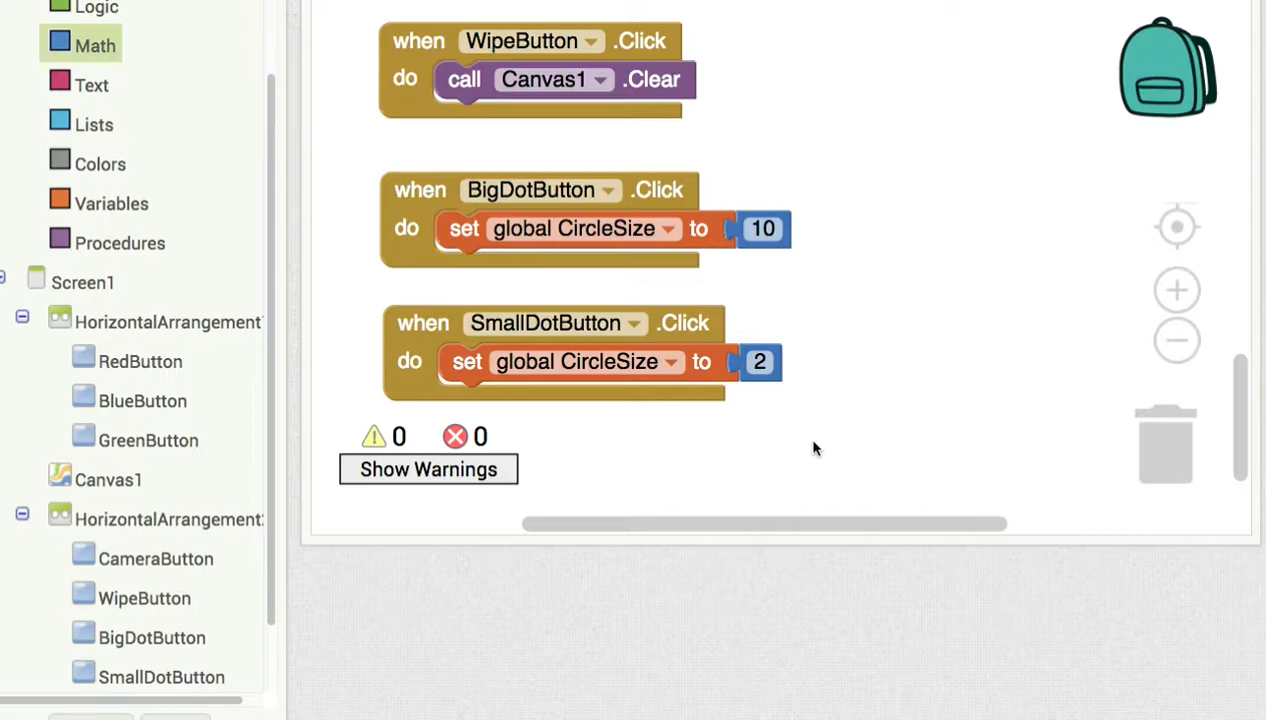 Logic
Math
Text
Lists
Colors
Variables
Procedures
Screen1
HorizontalArrangement
RedButton
BlueButton
GreenButton
Canvas1
HorizontalArrangement
CameraButton
WipeButton
BigDotButton
SmallDotButton
when WipeButton .Click
do call Canvas1 .Clear
when BigDotButton .Click
do set global CircleSize to 10
when SmallDotButton .Click
do set global CircleSize to 2
0 0
Show Warnings